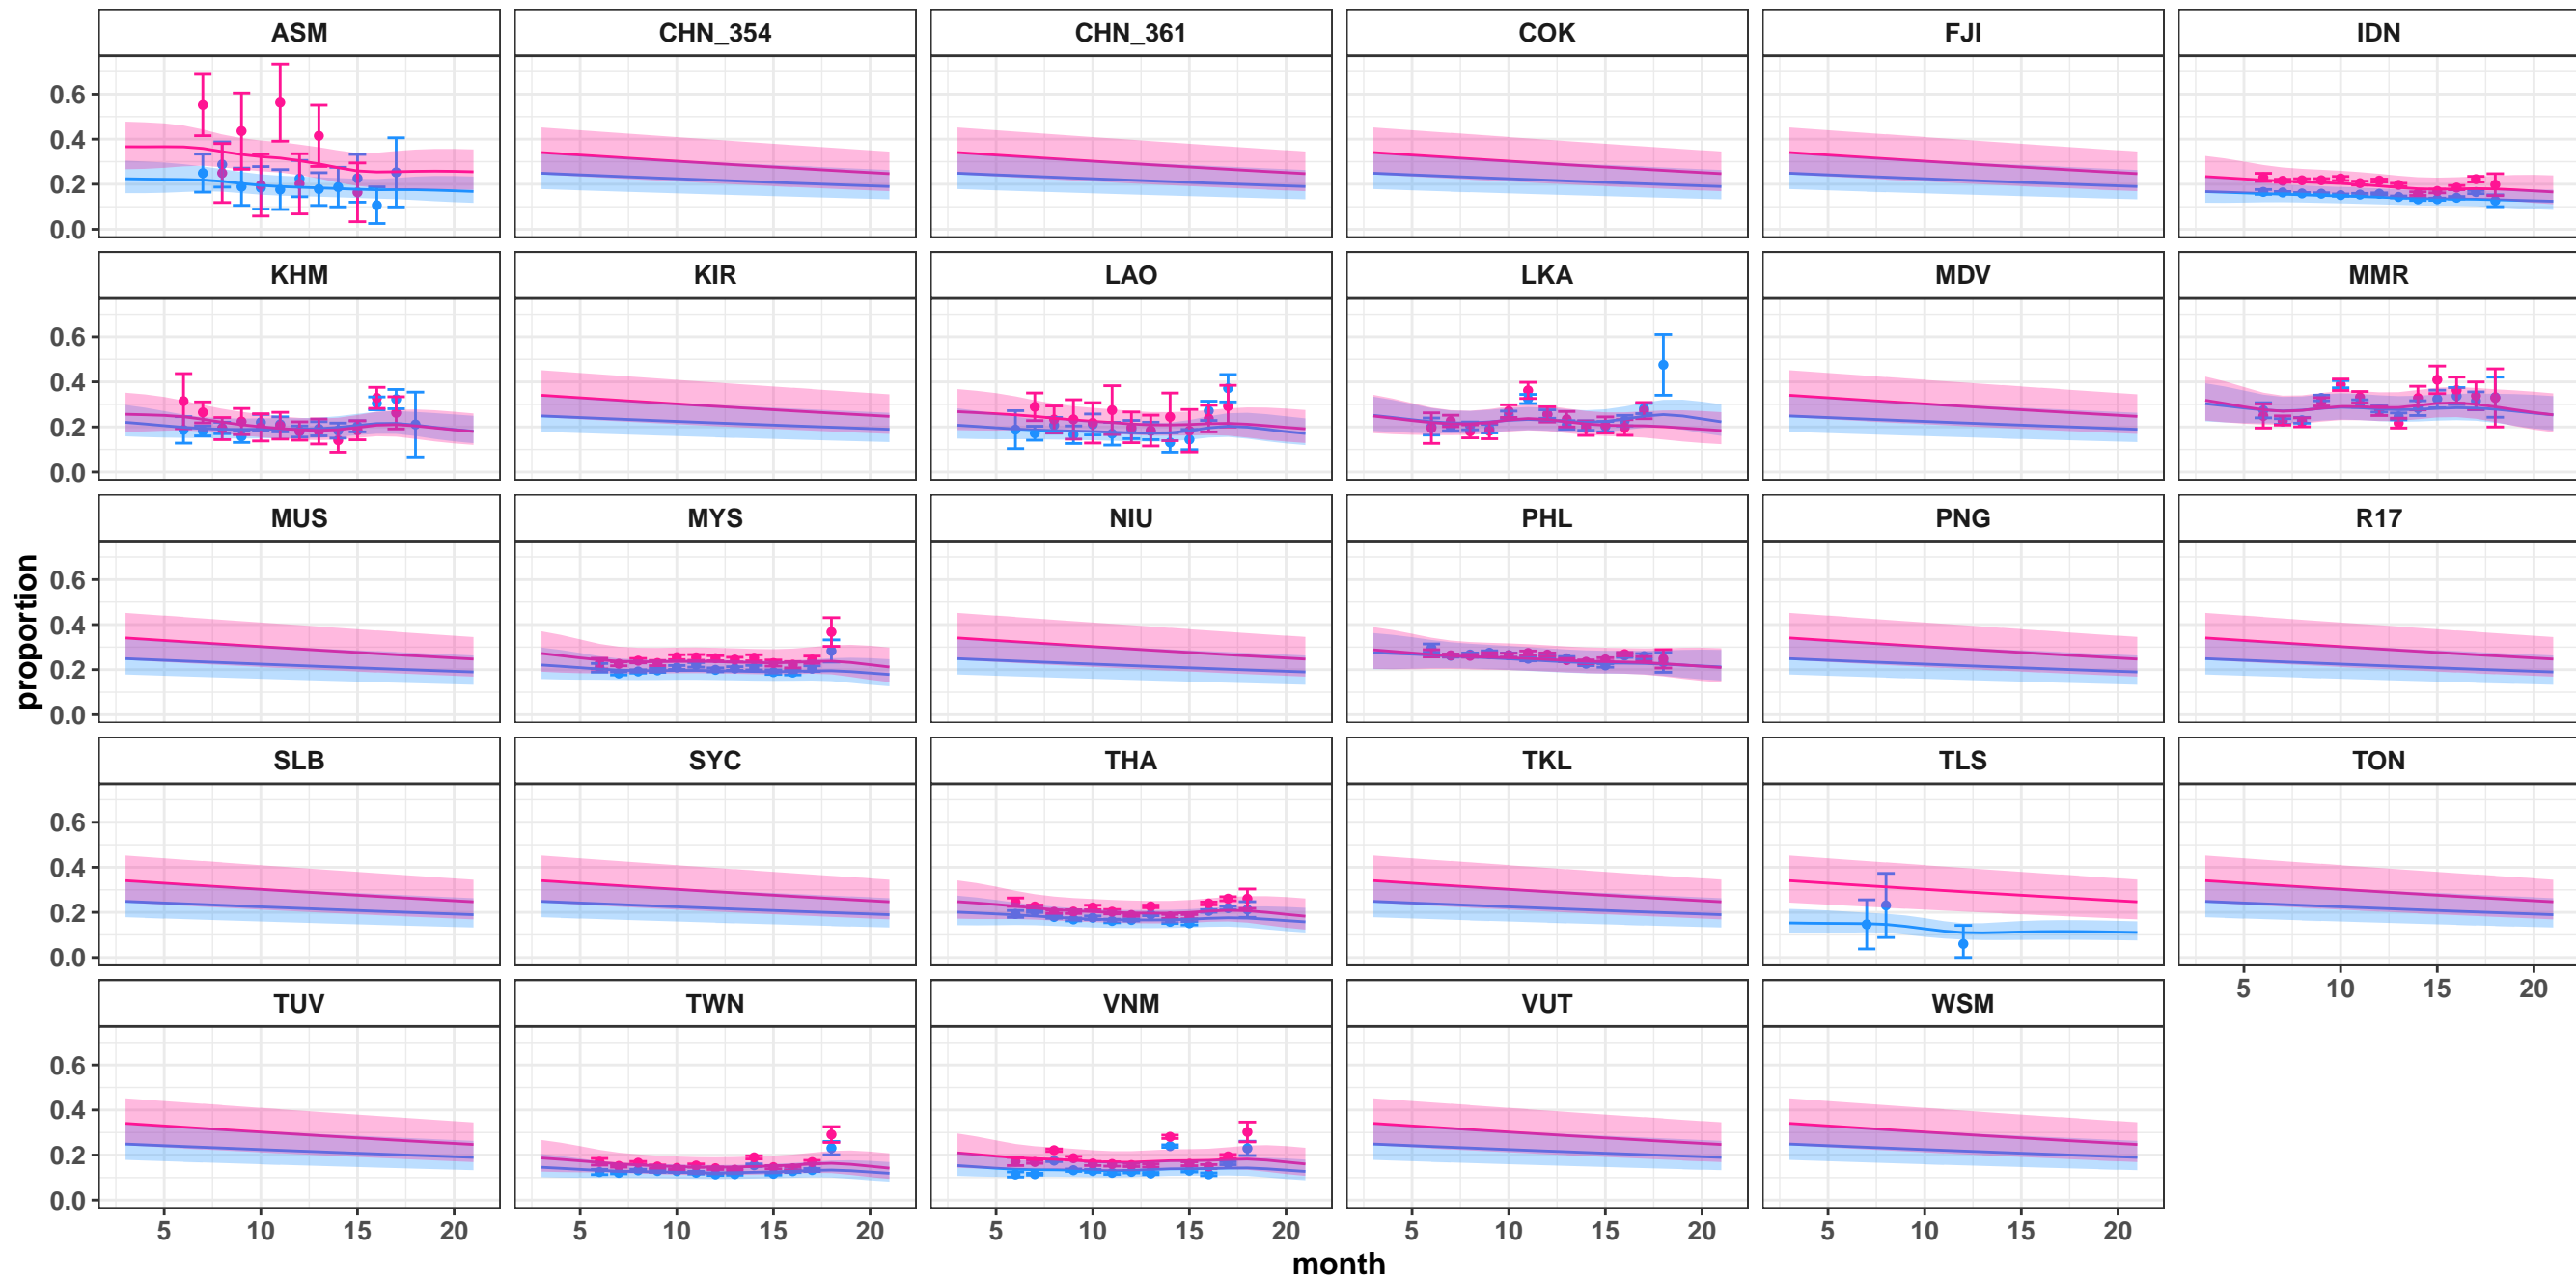 ASM CHN_354 CHN_361 COK FJI IDN
0.6
0.4
0.2
0.0
KHM KIR LAO LKA MDV MMR
0.6
0.4
0.2
0.0
MUS MYS NIU PHL PNG R17
0.6
0.4
0.2
0.0
proportion
SLB SYC THA TKL TLS TON
0.6
0.4
0.2
0.0
5 10 15 20
TUV TWN VNM VUT WSM
0.6
0.4
0.2
0.0
5 10 15 20 5 10 15 20 5 10 15 20 5 10 15 20 5 10 15 20
month